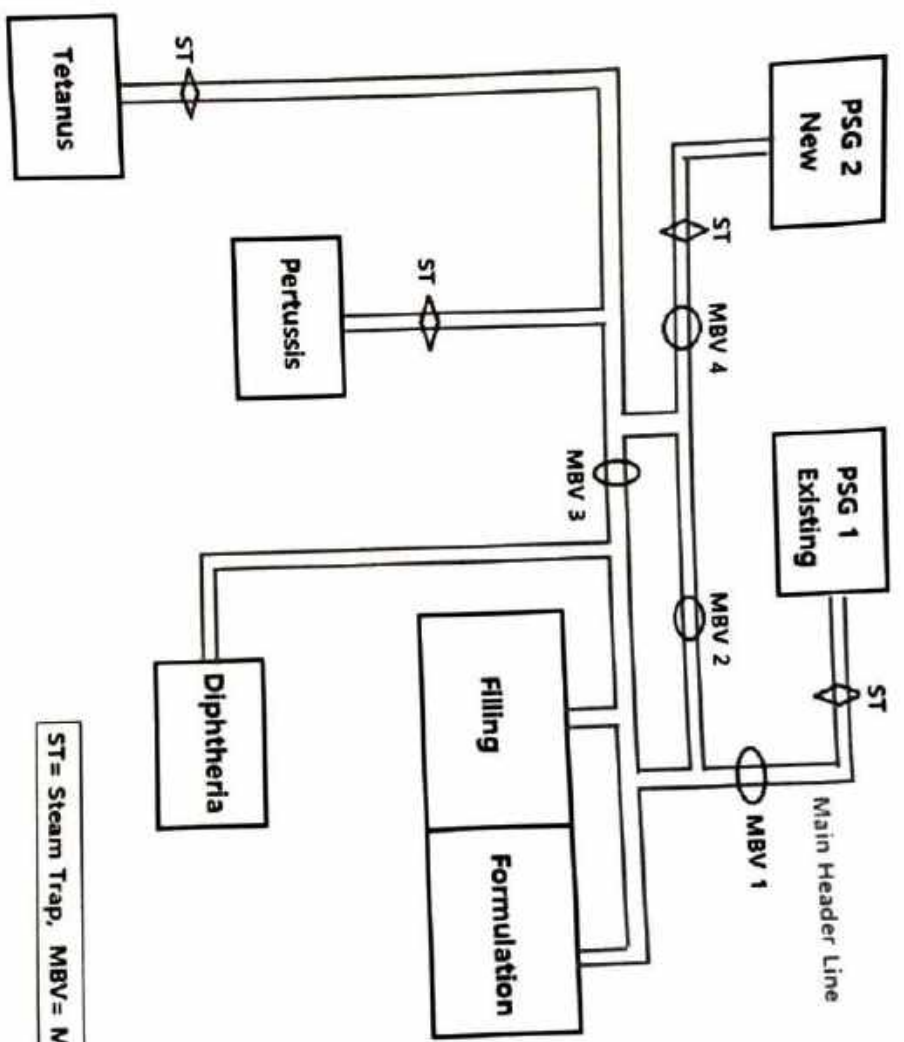 PSG 2
New
PSG 1
Existing
ST
Main Header Line
ST
MBV 4
MBV 2
MBV 1
MBV 3
ST
Filling
Formulation
Pertussis
Diphtheria
ST
Tetanus
ST= Steam Trap, MBV=